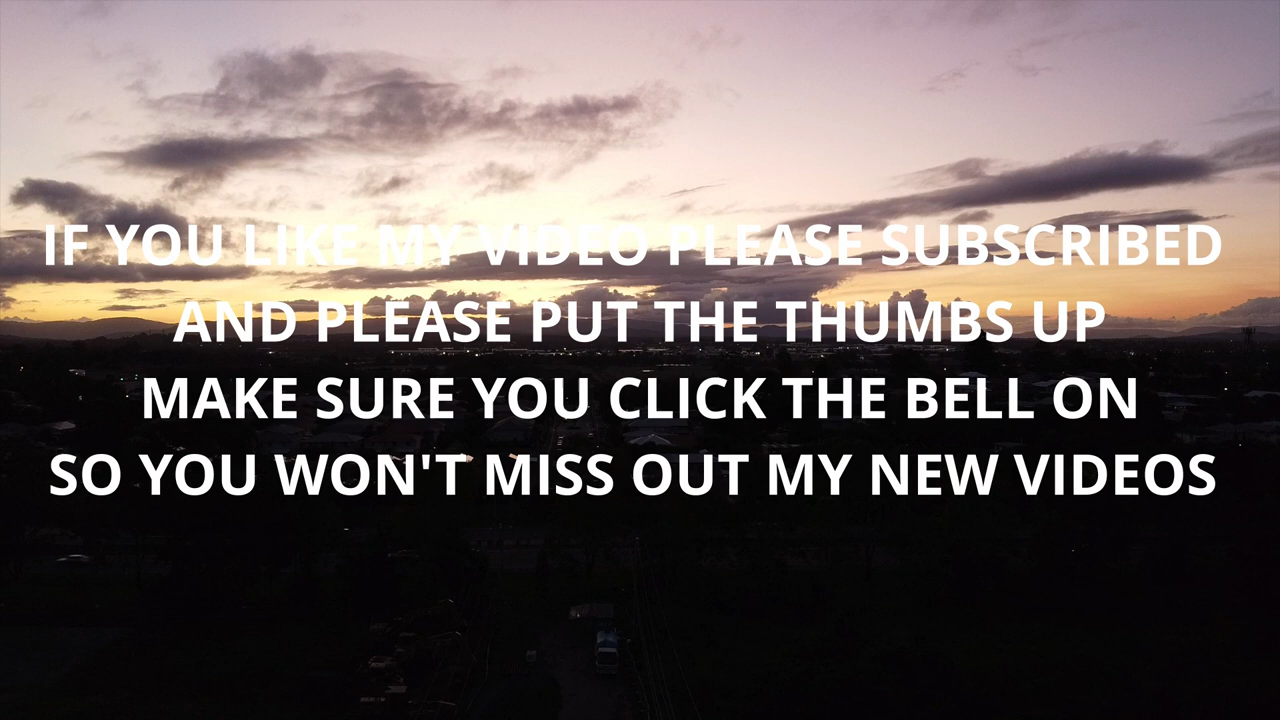 IF YOU LIKE MY VIDEO PLEASE SUBSCRIBED
AND PLEASE PUT THE THUMBS UP
MAKE SURE YOU CLICK THE BELL ON
SO YOU WON'T MISS OUT MY NEW VIDEOS